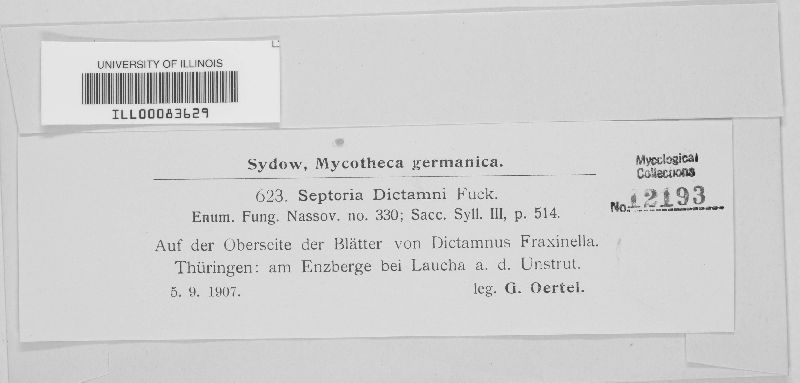 UNIVERSITY OF ILLINOIS
ILL00083629
Sydow, Mycotheca germanica.
623. Septoria Dictamni Fuck.
Enum. Fung. Nassov. no. 330; Sacc. Syll. III, p. 514.
Auf der Oberseite der Blätter von Dictamnus Fraxinella.
Thüringen: am Enzberge bei Laucha a. d. Unstrut.
5. 9. 1907. leg. G. Oertel.
Mycological
Collections
No. 12193